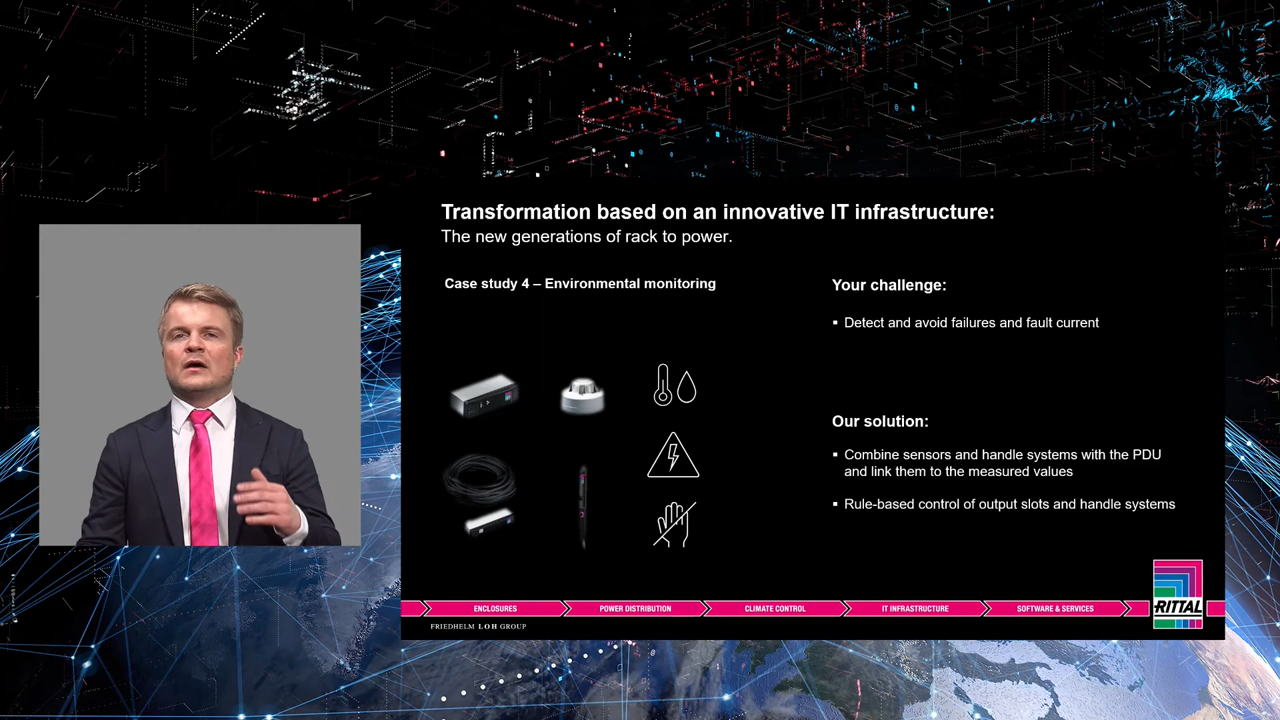 Transformation based on an innovative IT infrastructure:
The new generations of rack to power.
Case study 4 – Environmental monitoring
Your challenge:
▪ Detect and avoid failures and fault current
Our solution:
▪ Combine sensors and handle systems with the PDU
and link them to the measured values
▪ Rule-based control of output slots and handle systems
ENCLOSURES
POWER DISTRIBUTION
CLIMATE CONTROL
IT INFRASTRUCTURE
SOFTWARE & SERVICES
RITTAL
FRIEDHELM LOH GROUP